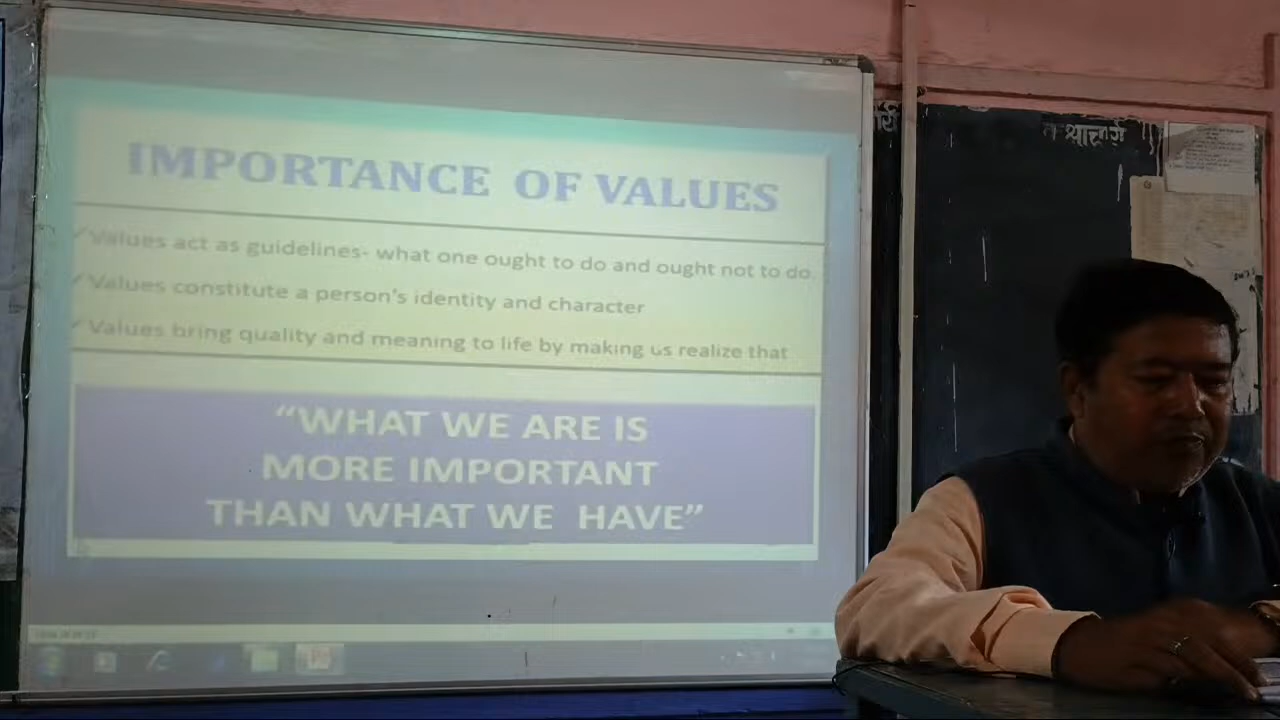 IMPORTANCE OF VALUES
Values act as guidelines- what one ought to do and ought not to do
Values constitute a person's identity and character
Values bring quality and meaning to life by making us realize that
"WHAT WE ARE IS
MORE IMPORTANT
THAN WHAT WE HAVE"